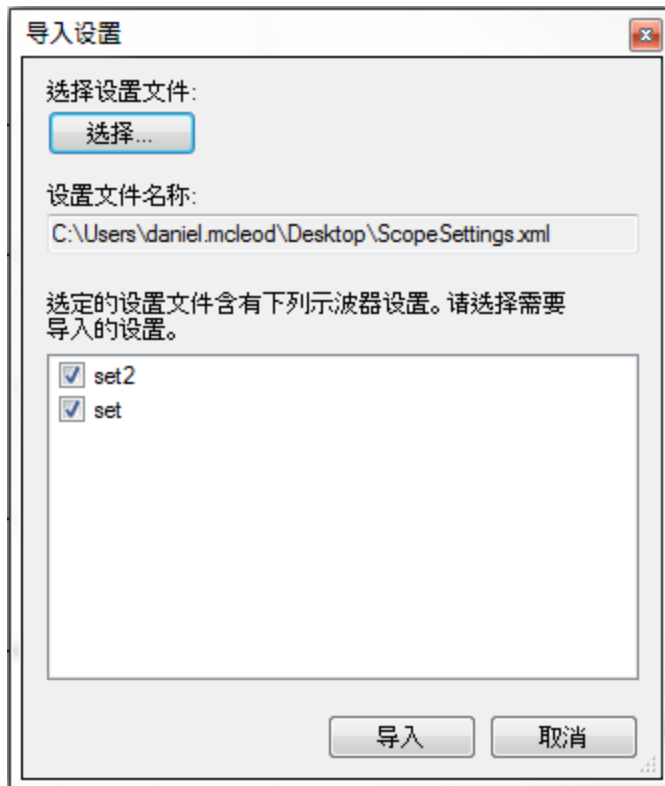 导入设置
选择设置文件:
选择...
设置文件名称:
C:\Users\daniel.mcleod\Desktop\ScopeSettings.xml
选定的设置文件含有下列示波器设置。请选择需要
导入的设置。
set2
set
导入 取消